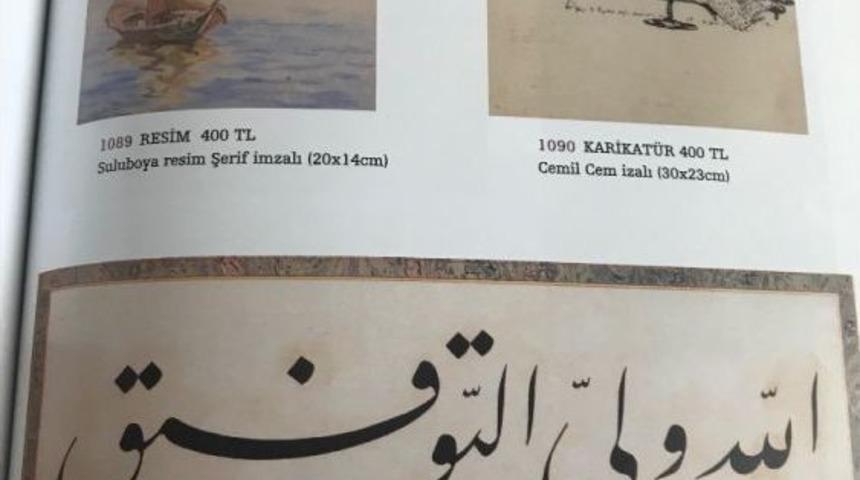 1089 RESİM 400 TL
Suluboya resim Şerif imzalı (20x14cm)
1090 KARİKATÜR 400 TL
Cemil Cem izalı (30x23cm)
الله ولي التوفيق